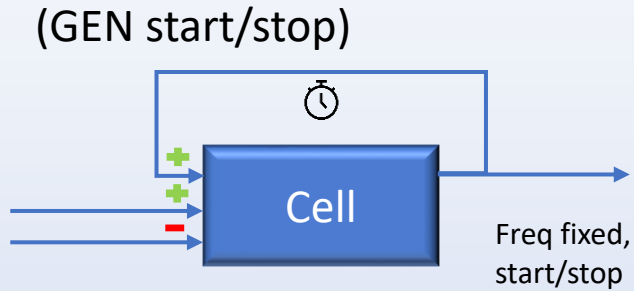 (GEN start/stop)
+
+
-
Cell
Freq fixed,
start/stop